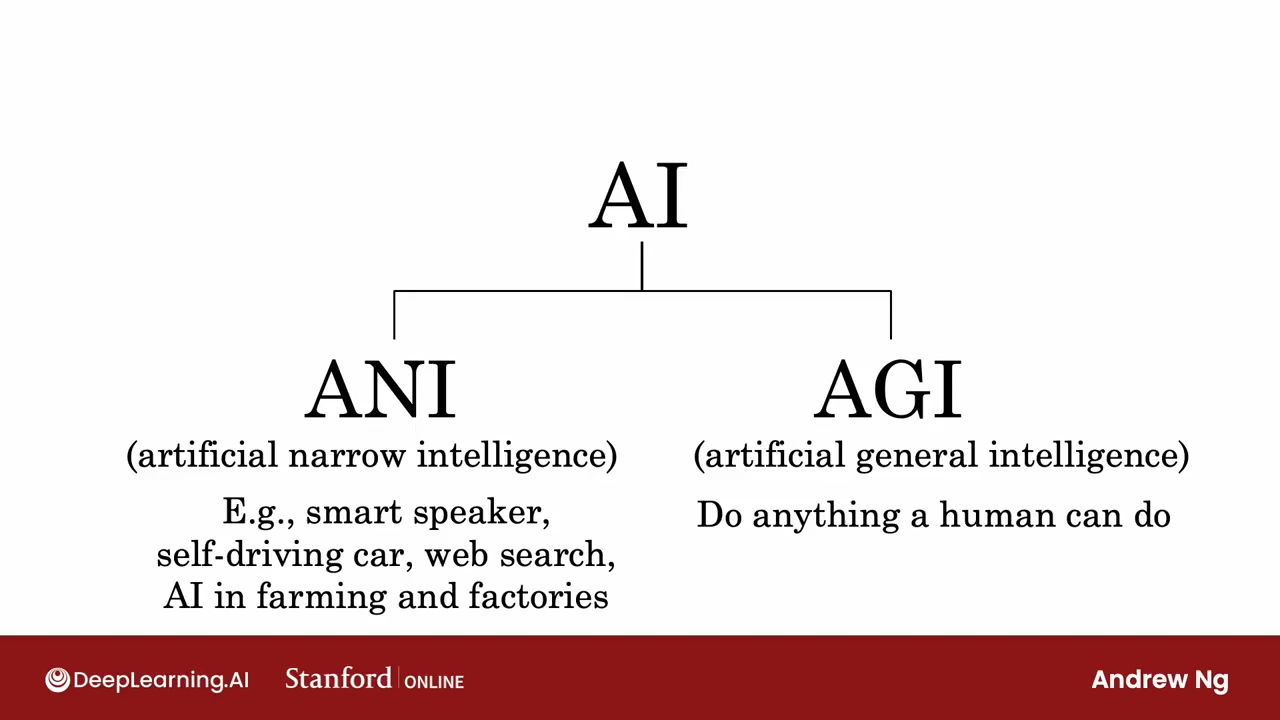 AI
ANI
(artificial narrow intelligence)
E.g., smart speaker,
self-driving car, web search,
AI in farming and factories
AGI
(artificial general intelligence)
Do anything a human can do
DeepLearning.AI
Stanford ONLINE
Andrew Ng